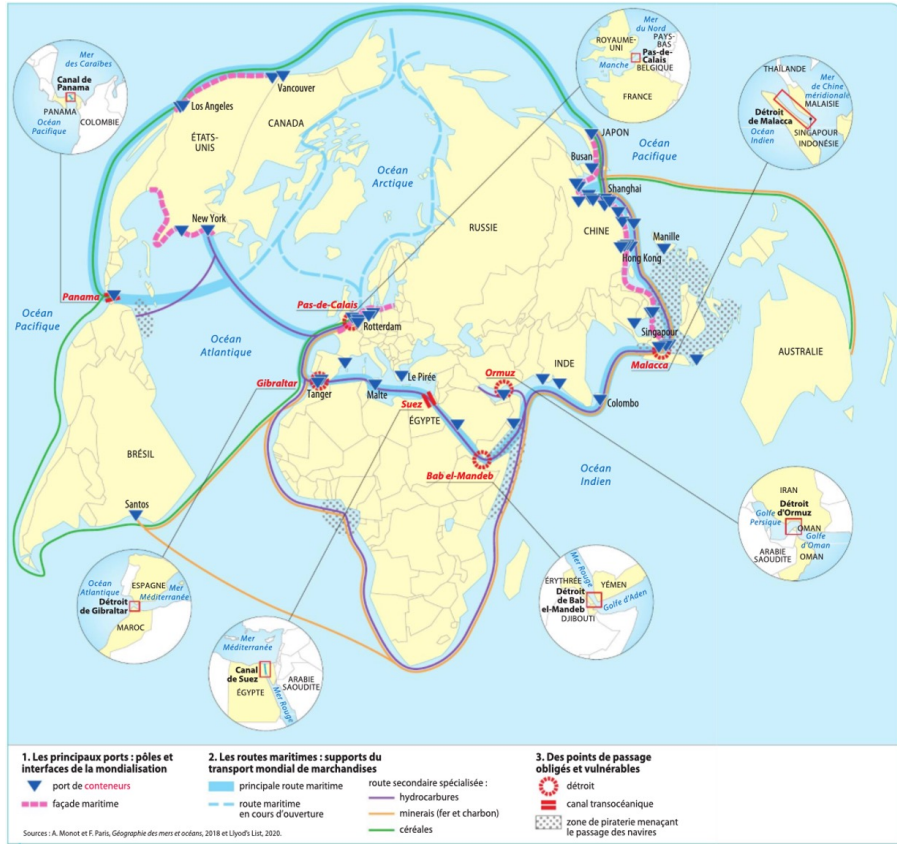 Mer
des Caraïbes
Canal de
Panama
PANAMA
Océan
Pacifique
COLOMBIE
Mer
du Nord
ROYAUME-
UNI
PAYS-
BAS
Pas-de-
Calais
Manche
BELGIQUE
FRANCE
THAÏLANDE
Mer
de Chine
méridionale
MALAISIE
Détroit
de Malacca
Océan
Indien
SINGAPOUR
INDONÉSIE
Vancouver
Los Angeles
CANADA
ÉTATS-
UNIS
Océan
Arctique
JAPON
Océan
Pacifique
Busan
Shanghai
RUSSIE
CHINE
Manille
Hong Kong
New York
Panama
Océan
Pacifique
Océan
Atlantique
Pas-de-Calais
Rotterdam
Singapour
Malacca
AUSTRALIE
INDE
Ormuz
Gibraltar
Tanger
Malte
Le Pirée
Suez
ÉGYPTE
Colombo
Bab el-Mandeb
Océan
Indien
BRÉSIL
Santos
IRAN
Détroit
d'Ormuz
Golfe
Persique
OMAN
Golfe
d'Oman
ARABIE
SAOUDITE
OMAN
Océan
Atlantique
ESPAGNE
Mer
Méditerranée
Détroit
de Gibraltar
MAROC
Mer Rouge
ÉRYTHRÉE
YÉMEN
Détroit
de Bab
el-Mandeb
Golfe d'Aden
DJIBOUTI
Mer
Méditerranée
Canal
de Suez
ÉGYPTE
ARABIE
SAOUDITE
Mer Rouge
1. Les principaux ports : pôles et
interfaces de la mondialisation
port de conteneurs
façade maritime
2. Les routes maritimes : supports du
transport mondial de marchandises
principale route maritime
route maritime
en cours d'ouverture
route secondaire spécialisée :
hydrocarbures
minerais (fer et charbon)
céréales
3. Des points de passage
obligés et vulnérables
détroit
canal transocéanique
zone de piraterie menaçant
le passage des navires
Sources : A. Monot et F. Paris, Géographie des mers et océans, 2018 et Llyod's List, 2020.